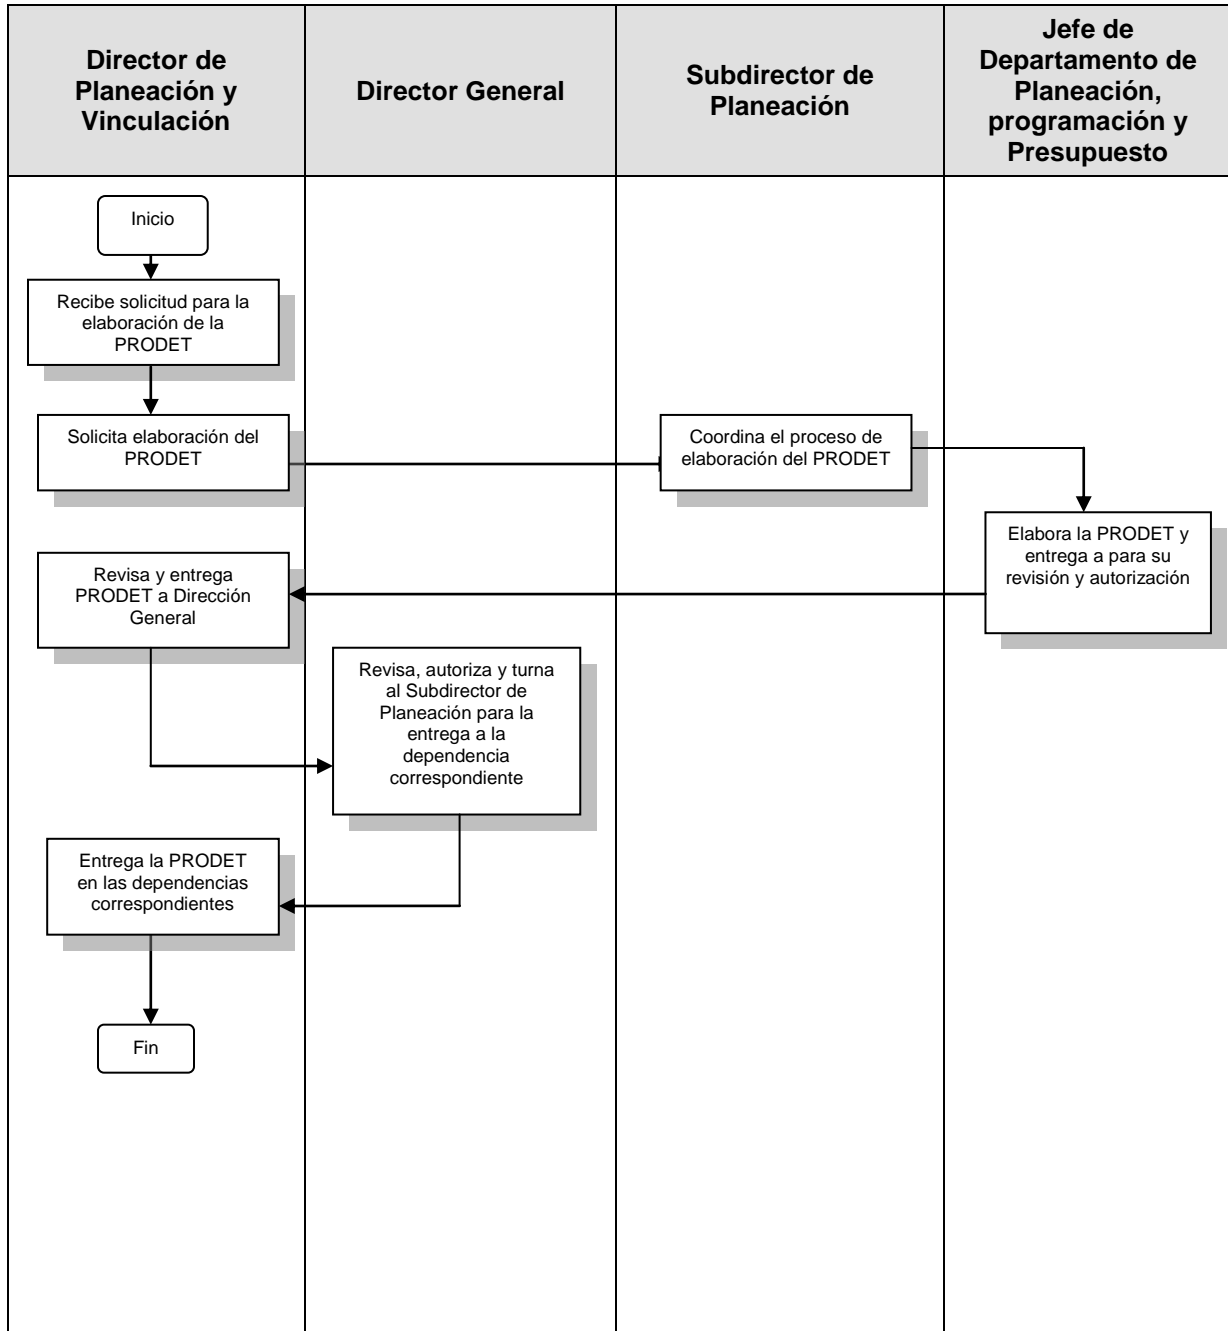 Director de
Planeación y
Vinculación
Director General
Subdirector de
Planeación
Jefe de
Departamento de
Planeación,
programación y
Presupuesto
Inicio
Recibe solicitud para la
elaboración de la
PRODET
Solicita elaboración del
PRODET
Coordina el proceso de
elaboración del PRODET
Elabora la PRODET y
entrega a para su
revisión y autorización
Revisa y entrega
PRODET a Dirección
General
Revisa, autoriza y turna
al Subdirector de
Planeación para la
entrega a la
dependencia
correspondiente
Entrega la PRODET
en las dependencias
correspondientes
Fin